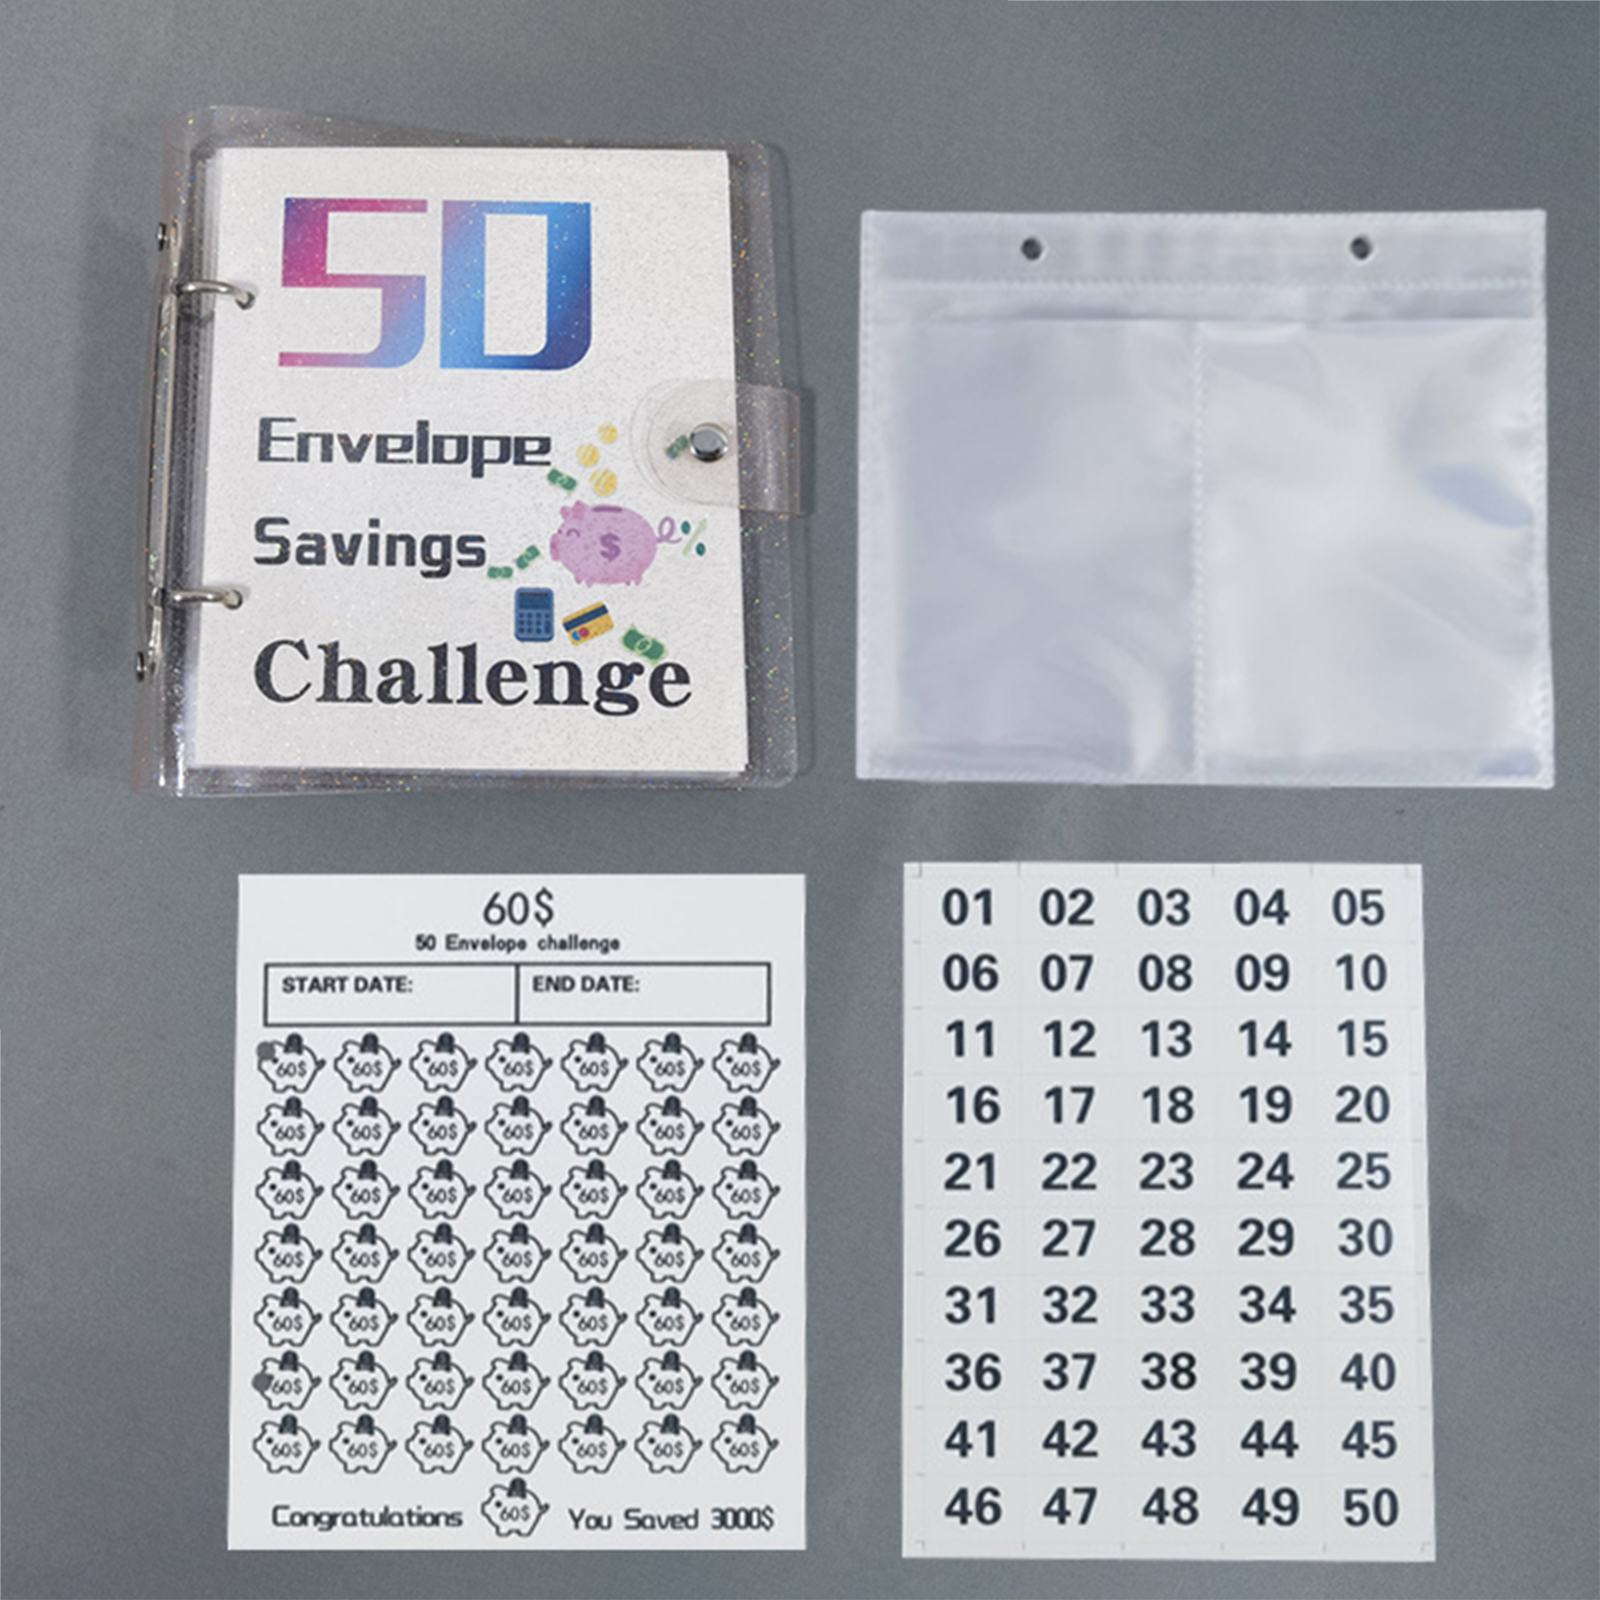 50
Envelope
Savings
$
%
Challenge
60$
50 Envelope challenge
START DATE: END DATE:
60$ 60$ 60$ 60$ 60$ 60$ 60$
60$ 60$ 60$ 60$ 60$ 60$ 60$
60$ 60$ 60$ 60$ 60$ 60$ 60$
60$ 60$ 60$ 60$ 60$ 60$ 60$
60$ 60$ 60$ 60$ 60$ 60$ 60$
60$ 60$ 60$ 60$ 60$ 60$ 60$
60$ 60$ 60$ 60$ 60$ 60$ 60$
Congratulations 60$ You Saved 3000$
01 02 03 04 05
06 07 08 09 10
11 12 13 14 15
16 17 18 19 20
21 22 23 24 25
26 27 28 29 30
31 32 33 34 35
36 37 38 39 40
41 42 43 44 45
46 47 48 49 50